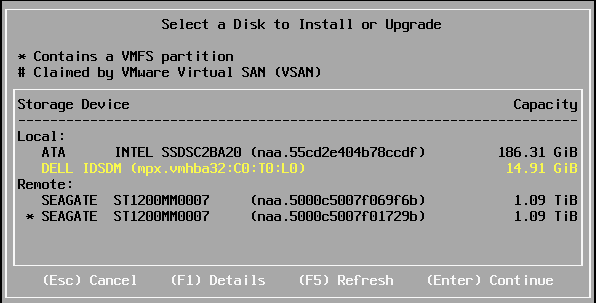 Select a Disk to Install or Upgrade
* Contains a VMFS partition
# Claimed by VMware Virtual SAN (VSAN)
Storage Device Capacity
Local:
ATA INTEL SSDSC2BA20 (naa.55cd2e404b78ccdf) 186.31 GiB
DELL IDSDM (mpx.vmhba32:C0:T0:L0) 14.91 GiB
Remote:
SEAGATE ST1200MM0007 (naa.5000c5007f069f6b) 1.09 TiB
* SEAGATE ST1200MM0007 (naa.5000c5007f01729b) 1.09 TiB
(Esc) Cancel (F1) Details (F5) Refresh (Enter) Continue